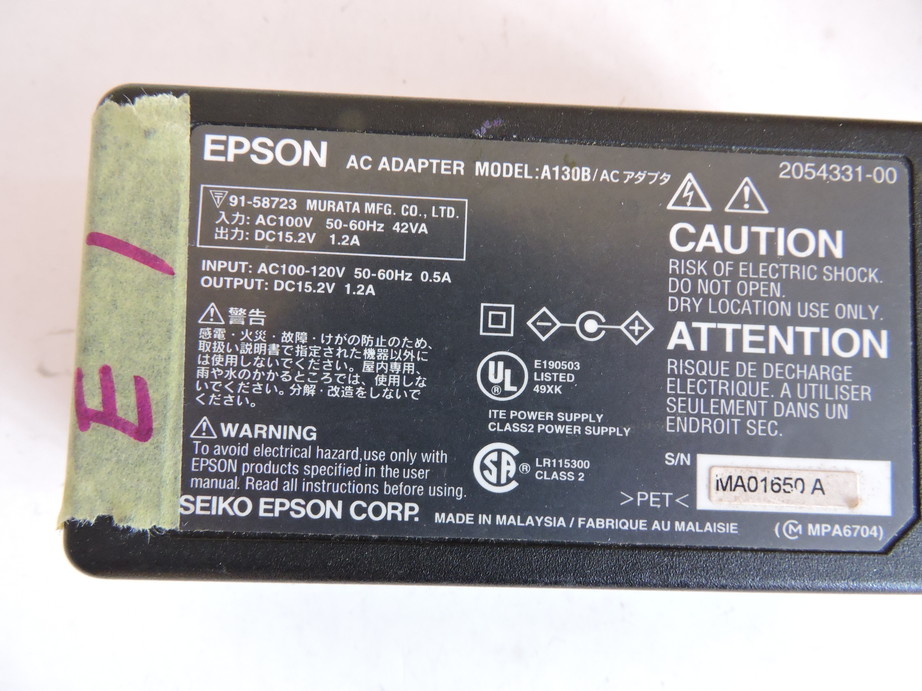 E 1
EPSON AC ADAPTER MODEL:A130B/ACアダプタ
2054331-00
91-58723 MURATA MFG. CO., LTD.
入力: AC100V 50-60Hz 42VA
出力: DC15.2V 1.2A
INPUT: AC100-120V 50-60Hz 0.5A
OUTPUT: DC15.2V 1.2A
警告
感電・火災・故障・けがの防止のため、
取扱い説明書で指定された機器以外に
は使用しないでください。屋内専用、
雨や水のかかるところでは、使用しな
いでください。分解・改造をしないで
ください。
WARNING
To avoid electrical hazard,use only with
EPSON products specified in the user
manual. Read all instructions before using.
SEIKO EPSON CORP.
MADE IN MALAYSIA / FABRIQUE AU MALAISIE
UL
E190503
LISTED
49XK
ITE POWER SUPPLY
CLASS2 POWER SUPPLY
SA
LR115300
CLASS 2
CAUTION
RISK OF ELECTRIC SHOCK.
DO NOT OPEN.
DRY LOCATION USE ONLY.
ATTENTION
RISQUE DE DECHARGE
ELECTRIQUE. A UTILISER
SEULEMENT DANS UN
ENDROIT SEC.
S/N MA01650 A
>PET<
(M MPA6704)